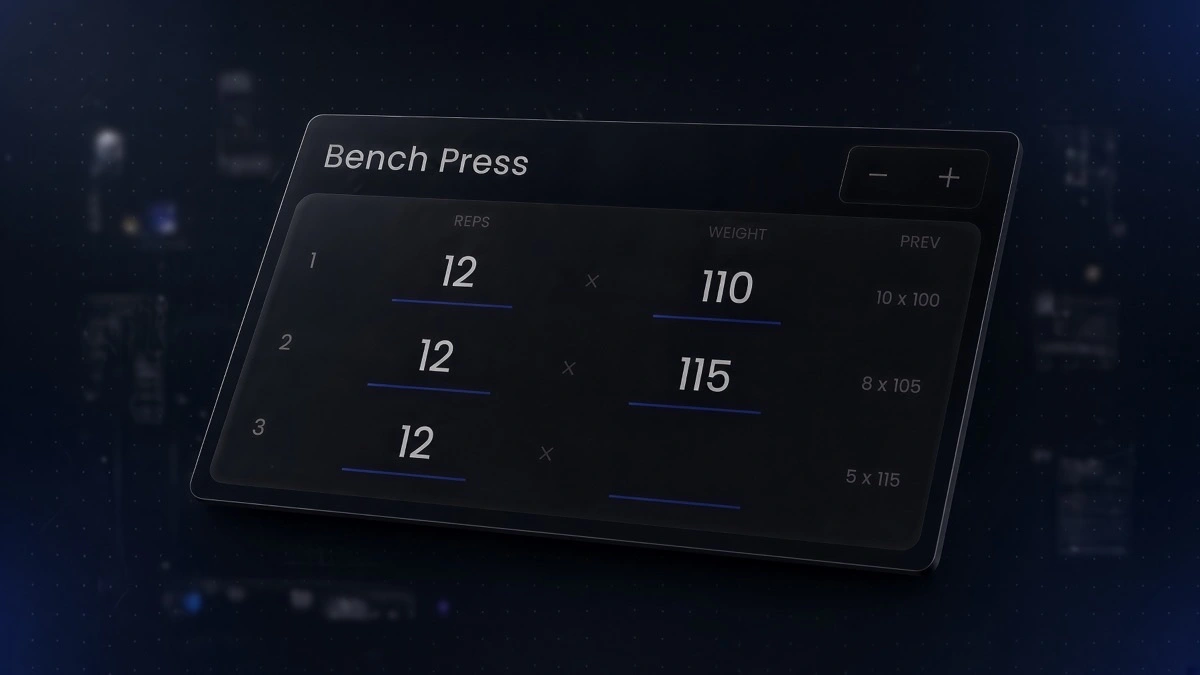 Bench Press
− +
REPS WEIGHT PREV
1 12 x 110 10 x 100
2 12 x 115 8 x 105
3 12 x 5 x 115